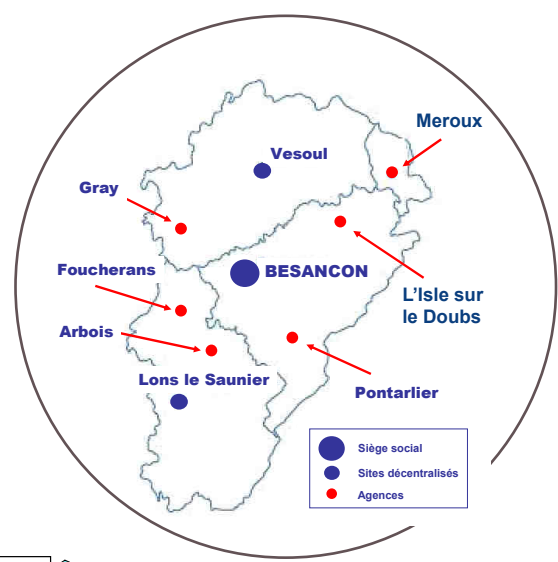 Meroux
Vesoul
Gray
BESANCON
Foucherans
L'Isle sur
le Doubs
Arbois
Lons le Saunier
Pontarlier
Siège social
Sites décentralisés
Agences